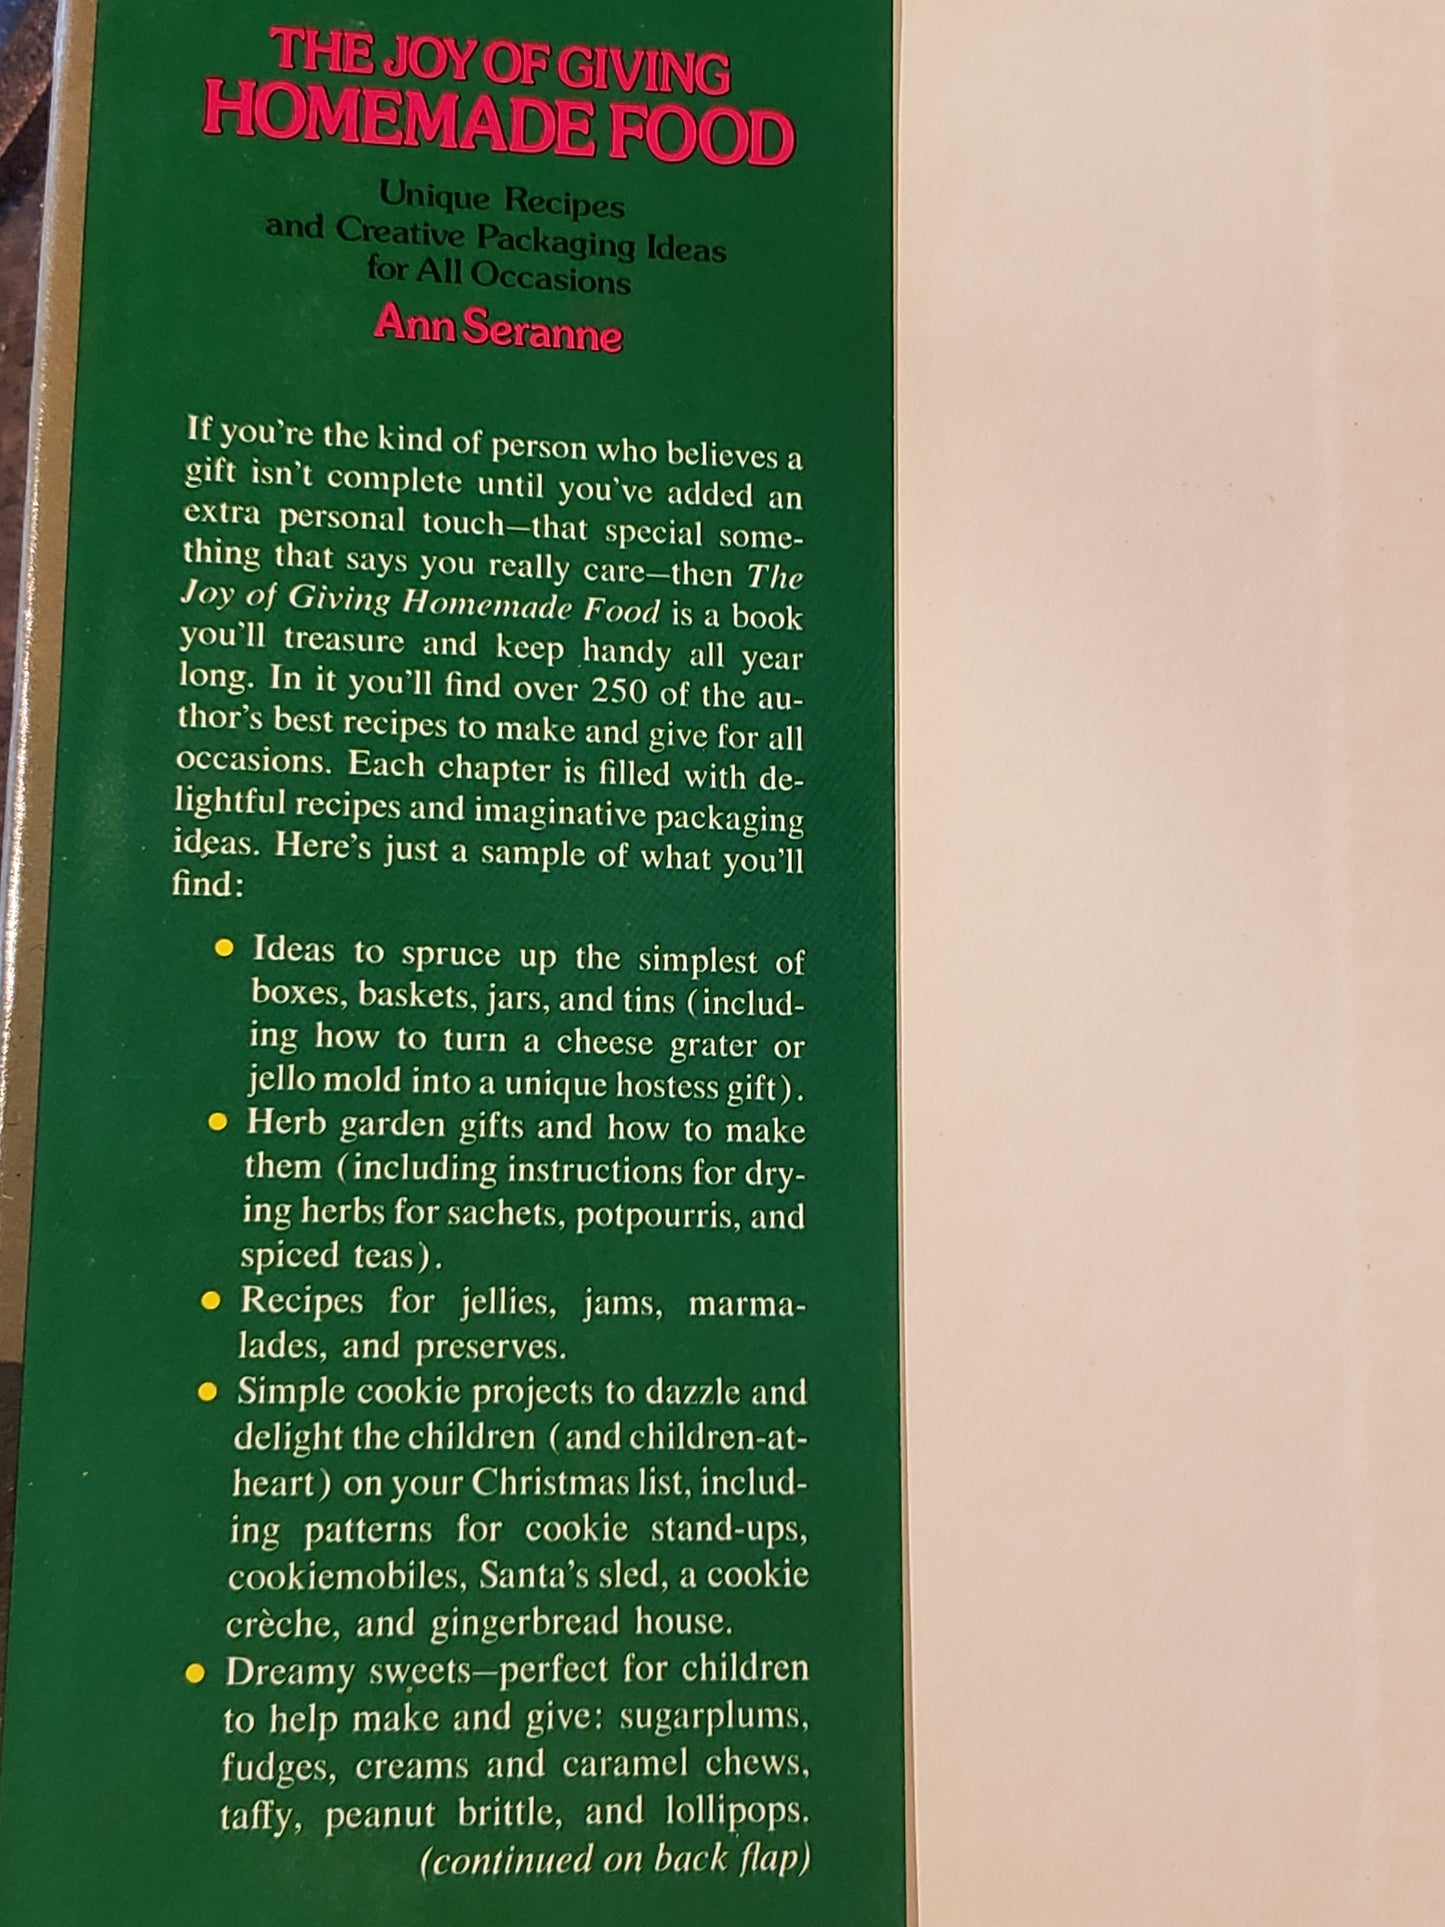 THE JOY OF GIVING
HOMEMADE FOOD
Unique Recipes
and Creative Packaging Ideas
for All Occasions
Ann Seranne
If you're the kind of person who believes a
gift isn't complete until you've added an
extra personal touch—that special some-
thing that says you really care—then The
Joy of Giving Homemade Food is a book
you'll treasure and keep handy all year
long. In it you'll find over 250 of the au-
thor's best recipes to make and give for all
occasions. Each chapter is filled with de-
lightful recipes and imaginative packaging
ideas. Here's just a sample of what you'll
find:
● Ideas to spruce up the simplest of
boxes, baskets, jars, and tins (includ-
ing how to turn a cheese grater or
jello mold into a unique hostess gift).
● Herb garden gifts and how to make
them (including instructions for dry-
ing herbs for sachets, potpourris, and
spiced teas).
● Recipes for jellies, jams, marma-
lades, and preserves.
● Simple cookie projects to dazzle and
delight the children (and children-at-
heart) on your Christmas list, includ-
ing patterns for cookie stand-ups,
cookiemobiles, Santa's sled, a cookie
crèche, and gingerbread house.
● Dreamy sweets—perfect for children
to help make and give: sugarplums,
fudges, creams and caramel chews,
taffy, peanut brittle, and lollipops.
(continued on back flap)